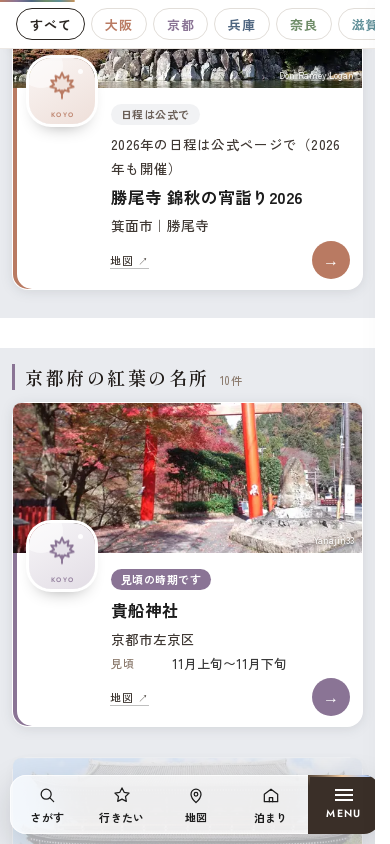 すべて 大阪 京都 兵庫 奈良 滋賀
Don Ramey Logan
KOYO
日程は公式で
2026年の日程は公式ページで（2026
年も開催）
勝尾寺 錦秋の宵詣り2026
箕面市｜勝尾寺
地図 ↗
→
京都府の紅葉の名所 10件
Yanajin33
KOYO
見頃の時期です
貴船神社
京都市左京区
見頃 11月上旬〜11月下旬
地図 ↗
→
さがす 行きたい 地図 泊まり MENU